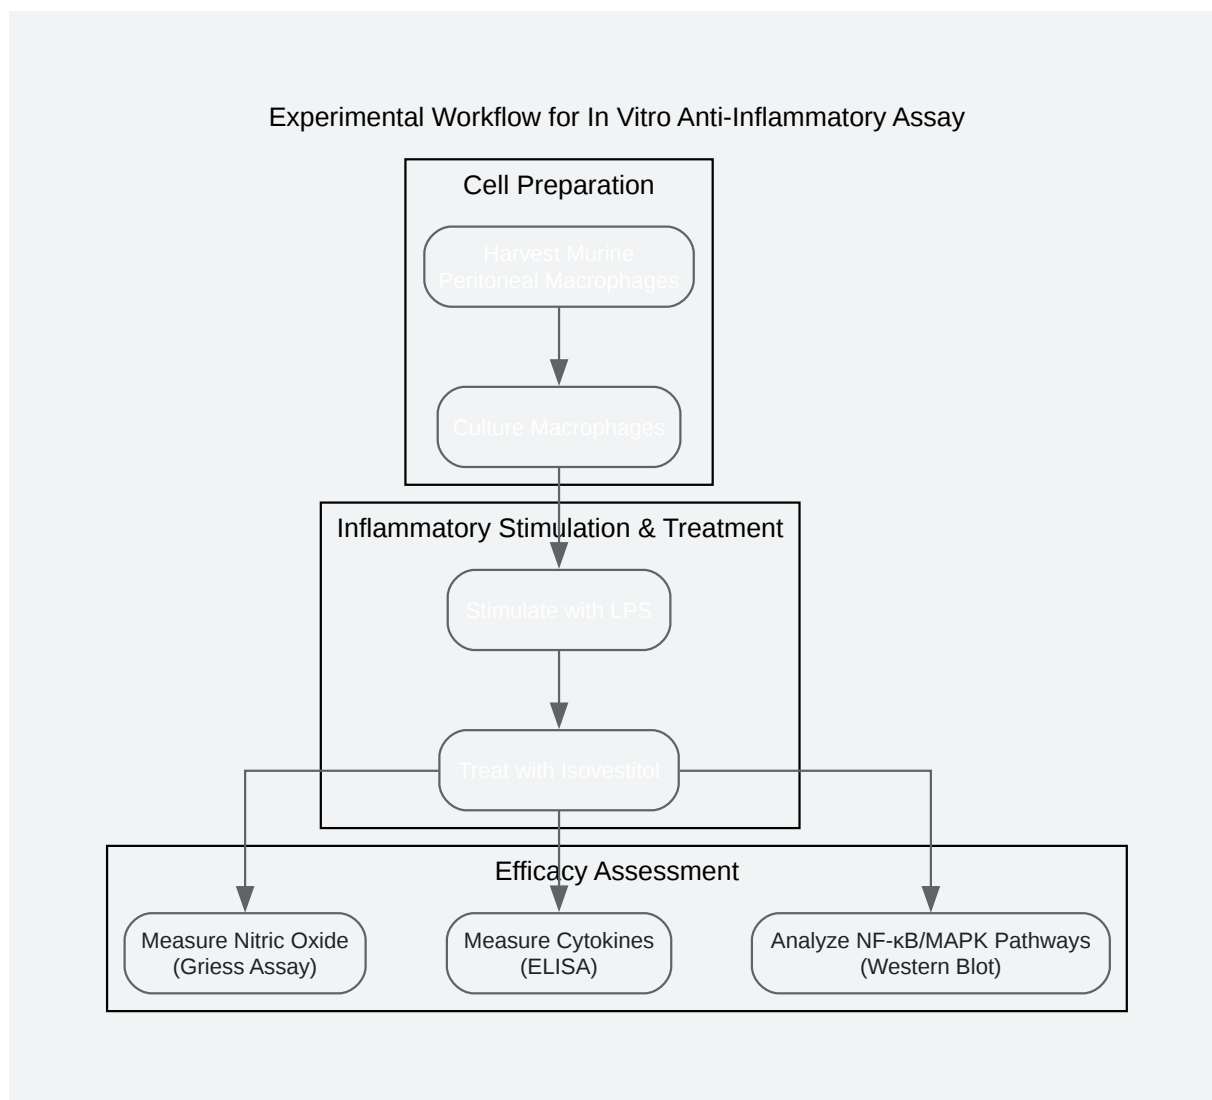 Experimental Workflow for In Vitro Anti-Inflammatory Assay
Cell Preparation
Harvest Murine
Peritoneal Macrophages
Culture Macrophages
Inflammatory Stimulation & Treatment
Stimulate with LPS
Treat with Isovestitol
Efficacy Assessment
Measure Nitric Oxide
(Griess Assay)
Measure Cytokines
(ELISA)
Analyze NF-κB/MAPK Pathways
(Western Blot)